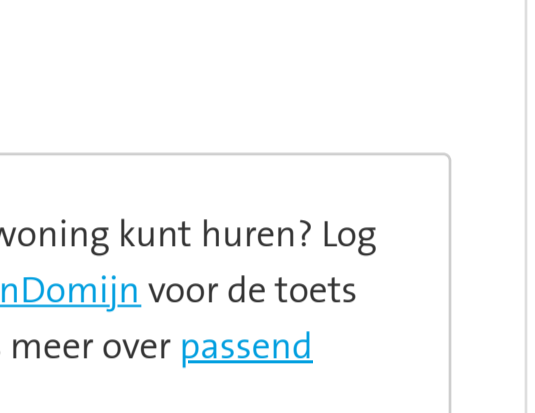 woning kunt huren? Log
nDomijn voor de toets
meer over passend